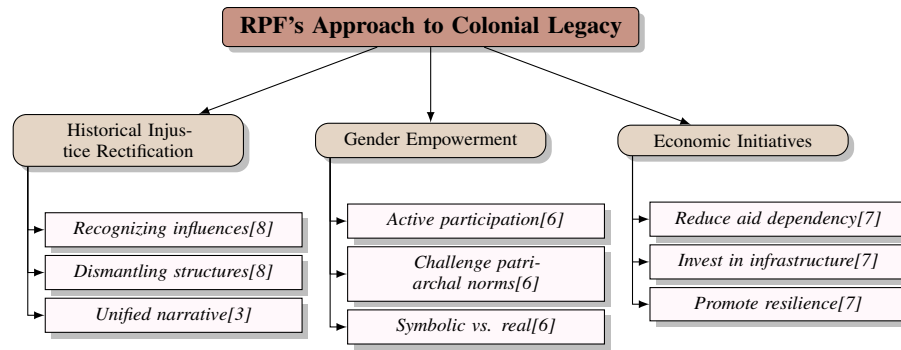 RPF's Approach to Colonial Legacy
Historical Injus-
tice Rectification
Recognizing influences[8]
Dismantling structures[8]
Unified narrative[3]
Gender Empowerment
Active participation[6]
Challenge patri-
archal norms[6]
Symbolic vs. real[6]
Economic Initiatives
Reduce aid dependency[7]
Invest in infrastructure[7]
Promote resilience[7]